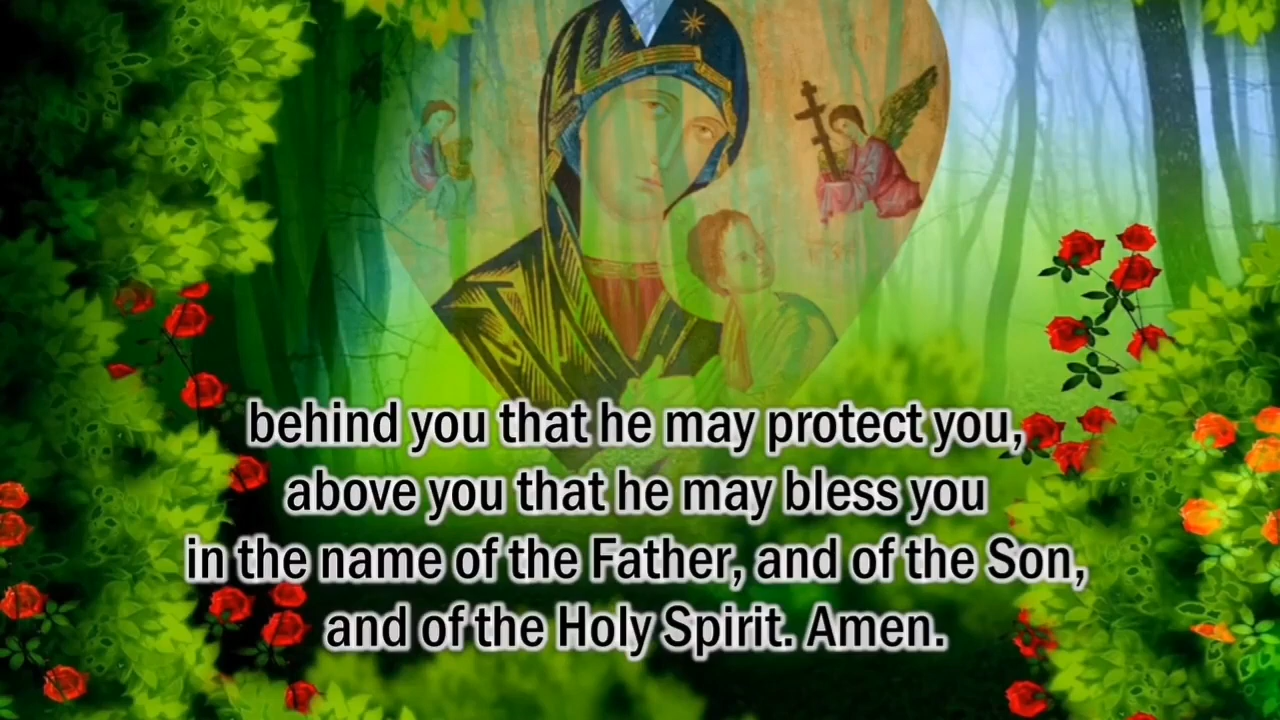 behind you that he may protect you,
above you that he may bless you
in the name of the Father, and of the Son,
and of the Holy Spirit. Amen.